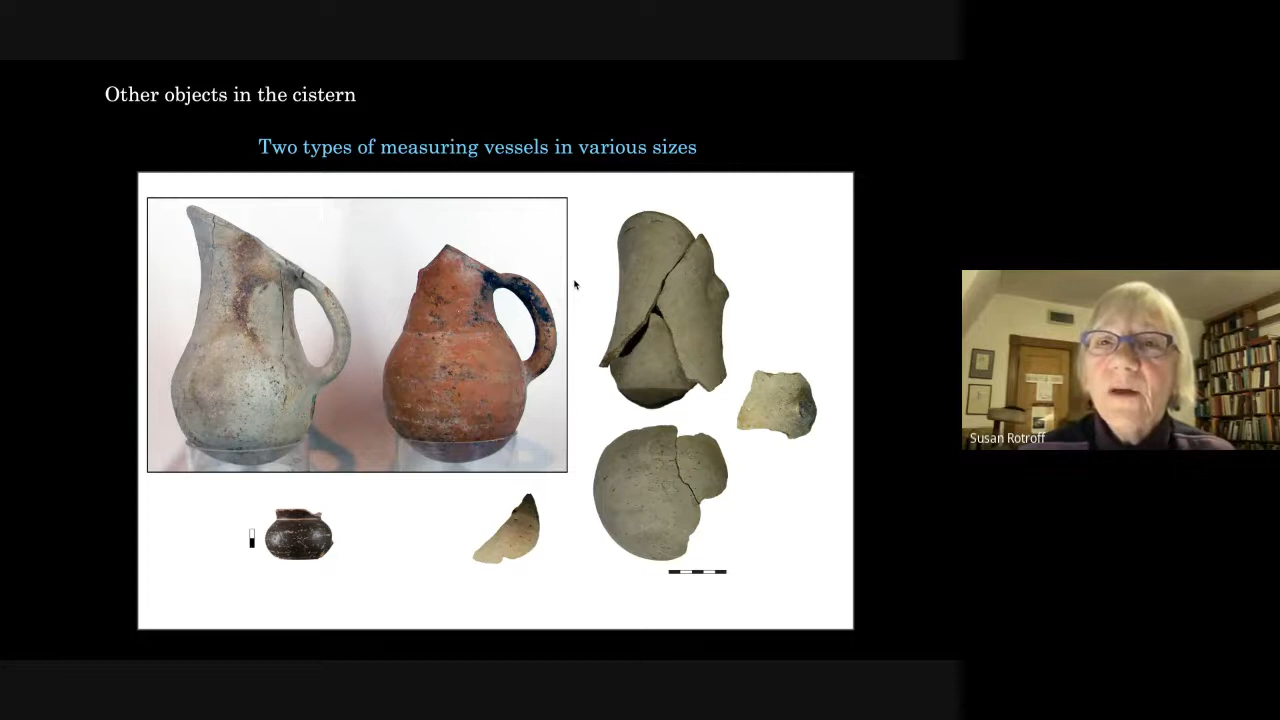 Other objects in the cistern
Two types of measuring vessels in various sizes
Susan Rotroff